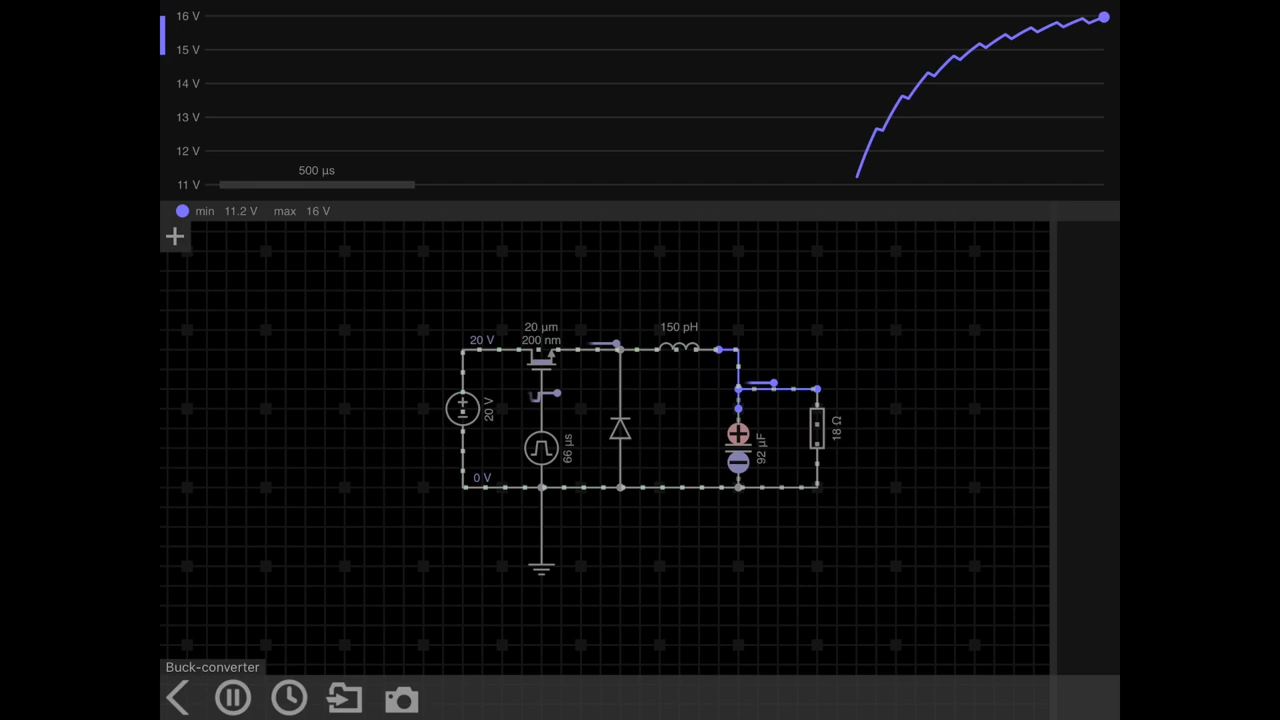 16 V
15 V
14 V
13 V
12 V
11 V
500 µs
min 11.2 V max 16 V
20 µm
200 nm
20 V
150 pH
20 V
66 µs
92 µF
18 Ω
0 V
Buck-converter